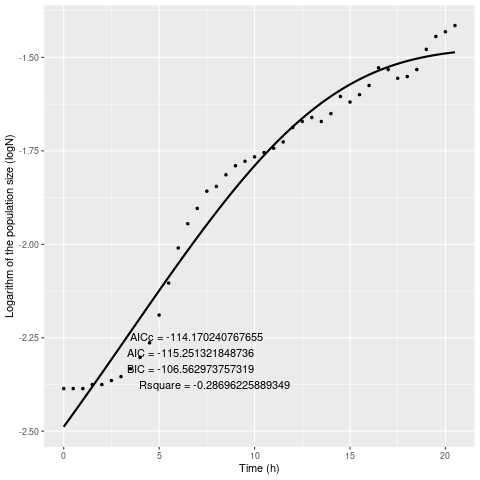 -1.50
-1.75
-2.00
-2.25
-2.50
Logarithm of the population size (logN)
AICc = -114.170240767655
AIC = -115.251321848736
BIC = -106.562973757319
Rsquare = -0.28696225889349
0 5 10 15 20
Time (h)